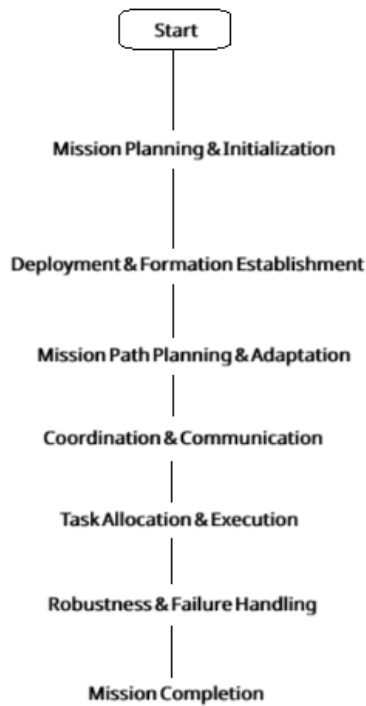 Start
Mission Planning & Initialization
Deployment & Formation Establishment
Mission Path Planning & Adaptation
Coordination & Communication
Task Allocation & Execution
Robustness & Failure Handling
Mission Completion